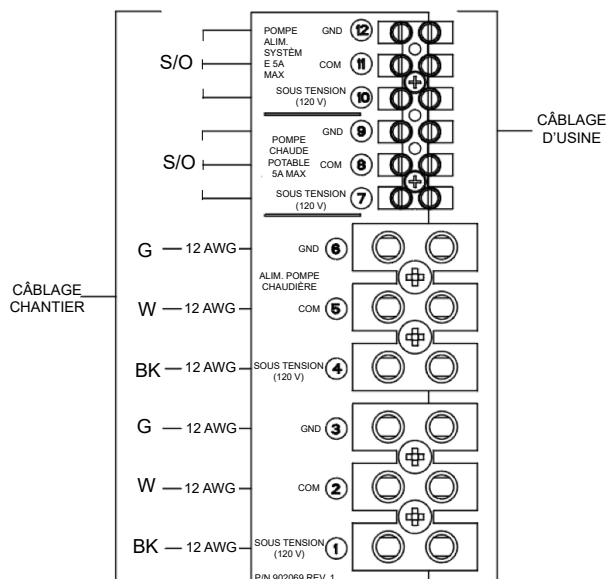 POMPE
ALIM.
SYSTÈM
E 5A
MAX
GND 12
COM 11
SOUS TENSION
(120 V) 10
S/O
POMPE
CHAUDE
POTABLE
5A MAX
GND 9
COM 8
SOUS TENSION
(120 V) 7
S/O
CÂBLAGE
D'USINE
CÂBLAGE
CHANTIER
G 12 AWG GND 6
ALIM. POMPE
CHAUDIÈRE
W 12 AWG COM 5
BK 12 AWG SOUS TENSION
(120 V) 4
G 12 AWG GND 3
W 12 AWG COM 2
BK 12 AWG SOUS TENSION
(120 V) 1
P/N 902069 REV. 1